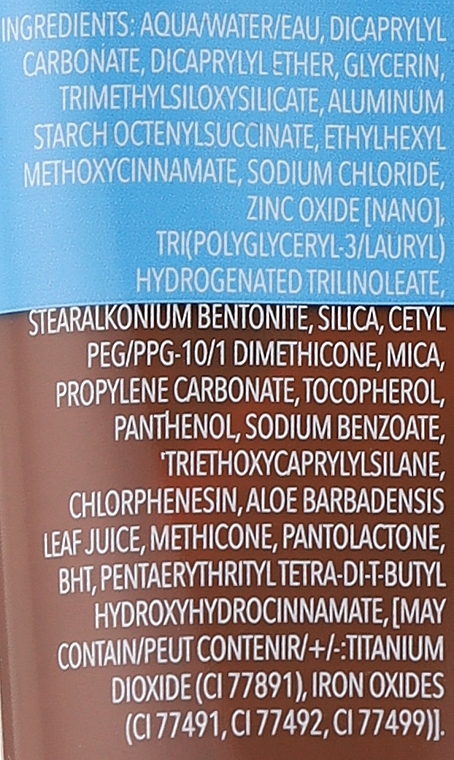 INGREDIENTS: AQUA/WATER/EAU, DICAPRYLYL
CARBONATE, DICAPRYLYL ETHER, GLYCERIN,
TRIMETHYLSILOXYSILICATE, ALUMINUM
STARCH OCTENYLSUCCINATE, ETHYLHEXYL
METHOXYCINNAMATE, SODIUM CHLORIDE,
ZINC OXIDE [NANO],
TRI(POLYGLYCERYL-3/LAURYL)
HYDROGENATED TRILINOLEATE,
STEARALKONIUM BENTONITE, SILICA, CETYL
PEG/PPG-10/1 DIMETHICONE, MICA,
PROPYLENE CARBONATE, TOCOPHEROL,
PANTHENOL, SODIUM BENZOATE,
TRIETHOXYCAPRYLYLSILANE,
CHLORPHENESIN, ALOE BARBADENSIS
LEAF JUICE, METHICONE, PANTOLACTONE,
BHT, PENTAERYTHRITYL TETRA-DI-T-BUTYL
HYDROXYHYDROCINNAMATE, [MAY
CONTAIN/PEUT CONTENIR/+/-:TITANIUM
DIOXIDE (CI 77891), IRON OXIDES
(CI 77491, CI 77492, CI 77499)].